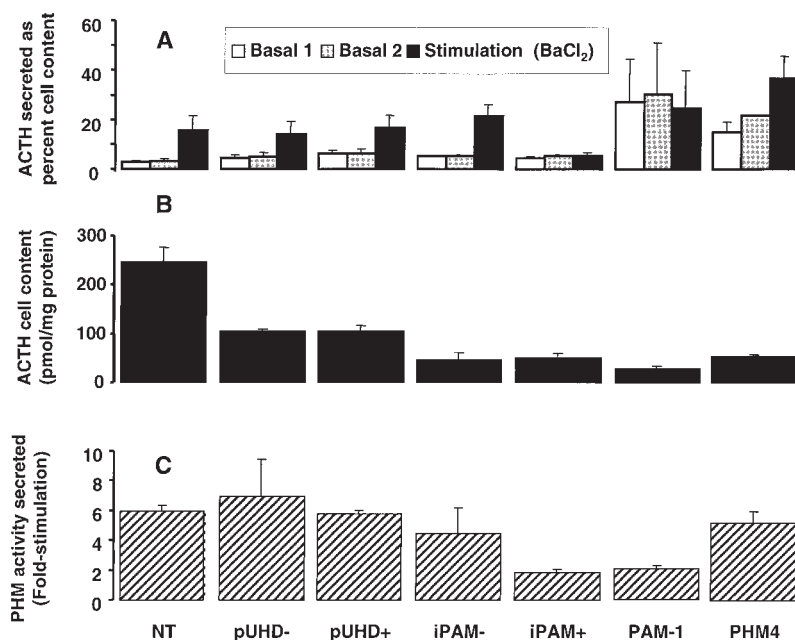 A
Basal 1 Basal 2 Stimulation (BaCl₂)
ACTH secreted as
percent cell content
60
40
20
0
B
ACTH cell content
(pmol/mg protein)
300
200
100
0
C
PHM activity secreted
(Fold-stimulation)
10
8
6
4
2
0
NT pUHD- pUHD+ iPAM- iPAM+ PAM-1 PHM4